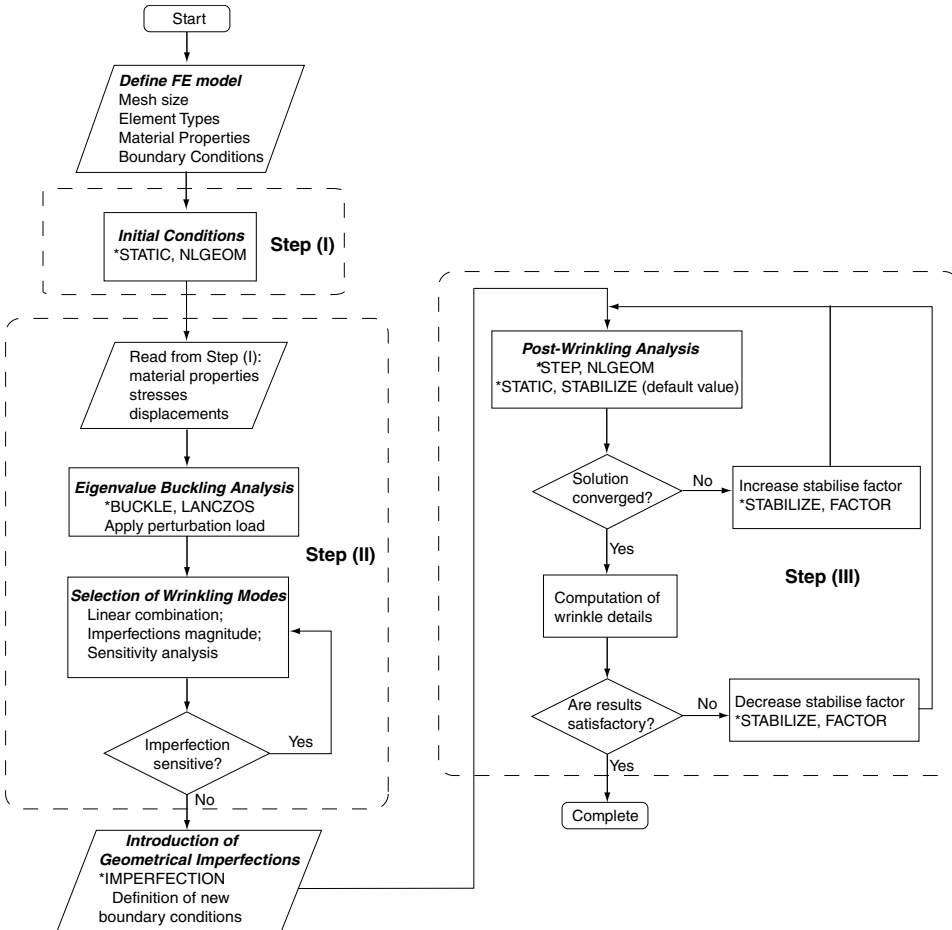 Start
Define FE model
Mesh size
Element Types
Material Properties
Boundary Conditions
Initial Conditions
*STATIC, NLGEOM
Step (I)
Read from Step (I):
material properties
stresses
displacements
Eigenvalue Buckling Analysis
*BUCKLE, LANCZOS
Apply perturbation load
Step (II)
Selection of Wrinkling Modes
Linear combination;
Imperfections magnitude;
Sensitivity analysis
Imperfection
sensitive?
Yes
No
Introduction of
Geometrical Imperfections
*IMPERFECTION
Definition of new
boundary conditions
Post-Wrinkling Analysis
*STEP, NLGEOM
*STATIC, STABILIZE (default value)
Solution
converged?
No
Increase stabilise factor
*STABILIZE, FACTOR
Yes
Step (III)
Computation of
wrinkle details
Are results
satisfactory?
No
Decrease stabilise factor
*STABILIZE, FACTOR
Yes
Complete